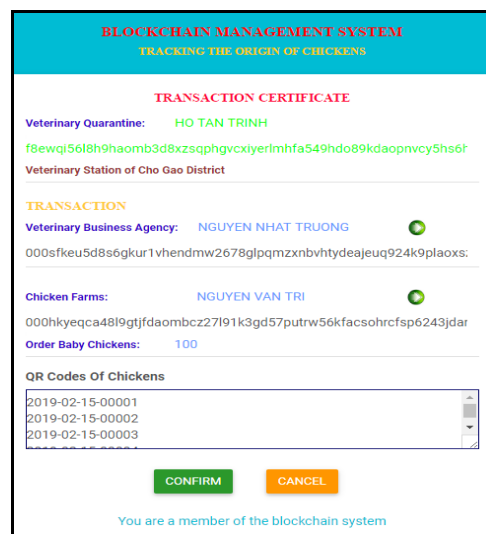 BLOCKCHAIN MANAGEMENT SYSTEM
TRACKING THE ORIGIN OF CHICKENS
TRANSACTION CERTIFICATE
Veterinary Quarantine: HO TAN TRINH
f8ewqi56l8h9haomb3d8xzsqphgvcxiyerlmhfa549hdo89kdaopnvcy5hs6h
Veterinary Station of Cho Gao District
TRANSACTION
Veterinary Business Agency: NGUYEN NHAT TRUONG
000sfkeu5d8s6gkur1vhendmw2678glpqmzxnbvhtydeajeuq924k9plaoxs
Chicken Farms: NGUYEN VAN TRI
000hkyeqca48l9gtjfdaombcz27l91k3gd57putrw56kfacsohrcfsp6243jdar
Order Baby Chickens: 100
QR Codes Of Chickens
2019-02-15-00001
2019-02-15-00002
2019-02-15-00003
CONFIRM CANCEL
You are a member of the blockchain system